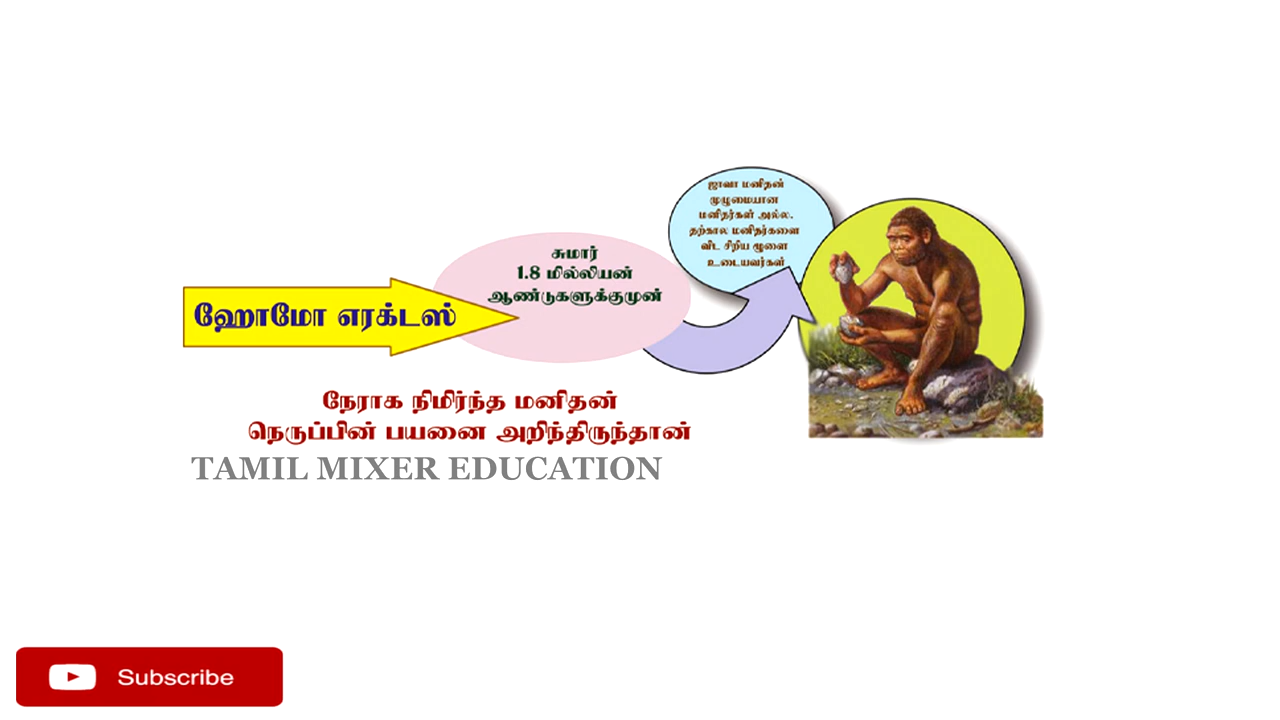 ஹோமோ எரக்டஸ்
சுமார்
1.8 மில்லியன்
ஆண்டுகளுக்குமுன்
ஜாவா மனிதன்
முழுமையான
மனிதர்கள் அல்ல.
தற்கால மனிதர்களை
விட சிறிய மூளை
உடையவர்கள்
நேராக நிமிர்ந்த மனிதன்
நெருப்பின் பயனை அறிந்திருந்தான்
TAMIL MIXER EDUCATION
Subscribe